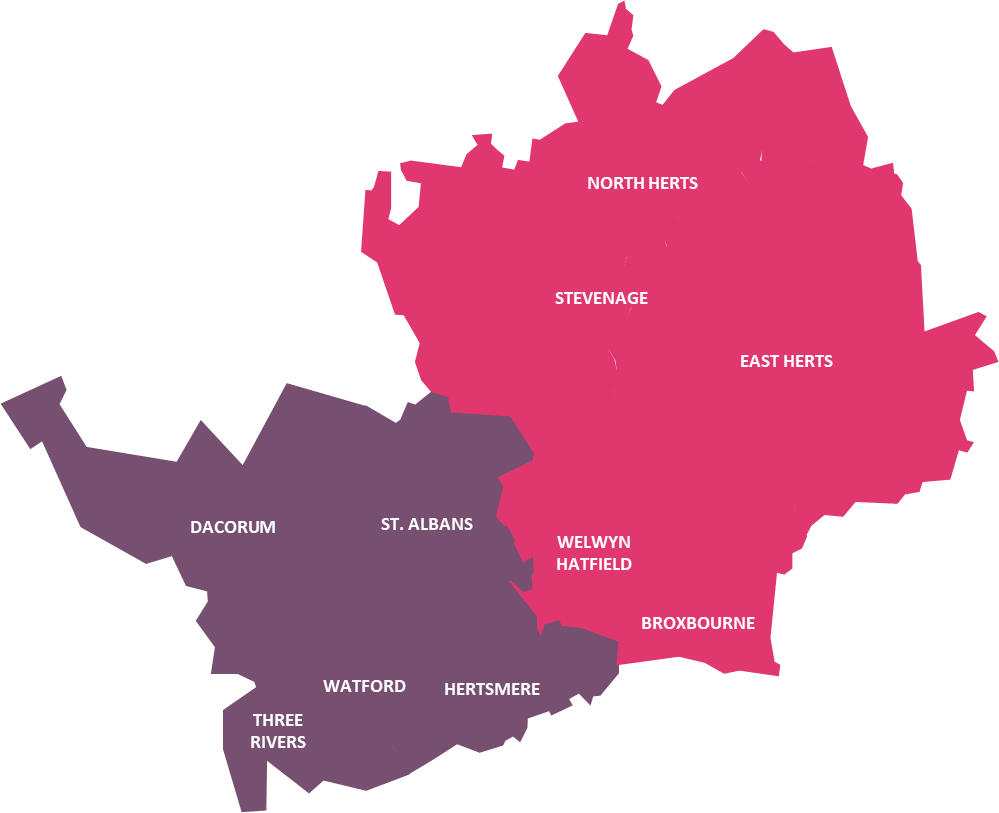 NORTH HERTS
STEVENAGE
EAST HERTS
DACORUM
ST. ALBANS
WELWYN
HATFIELD
BROXBOURNE
WATFORD
HERTSMERE
THREE
RIVERS